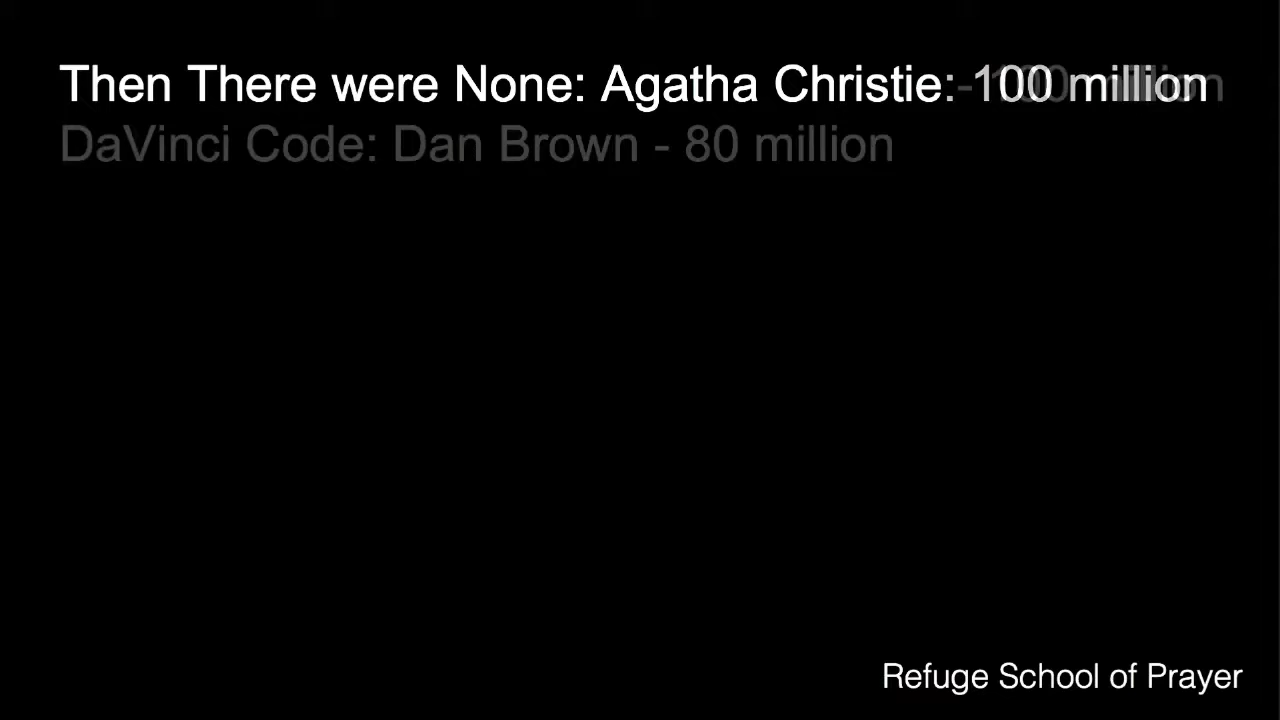 Then There were None: Agatha Christie: 100 million
DaVinci Code: Dan Brown - 80 million
Refuge School of Prayer